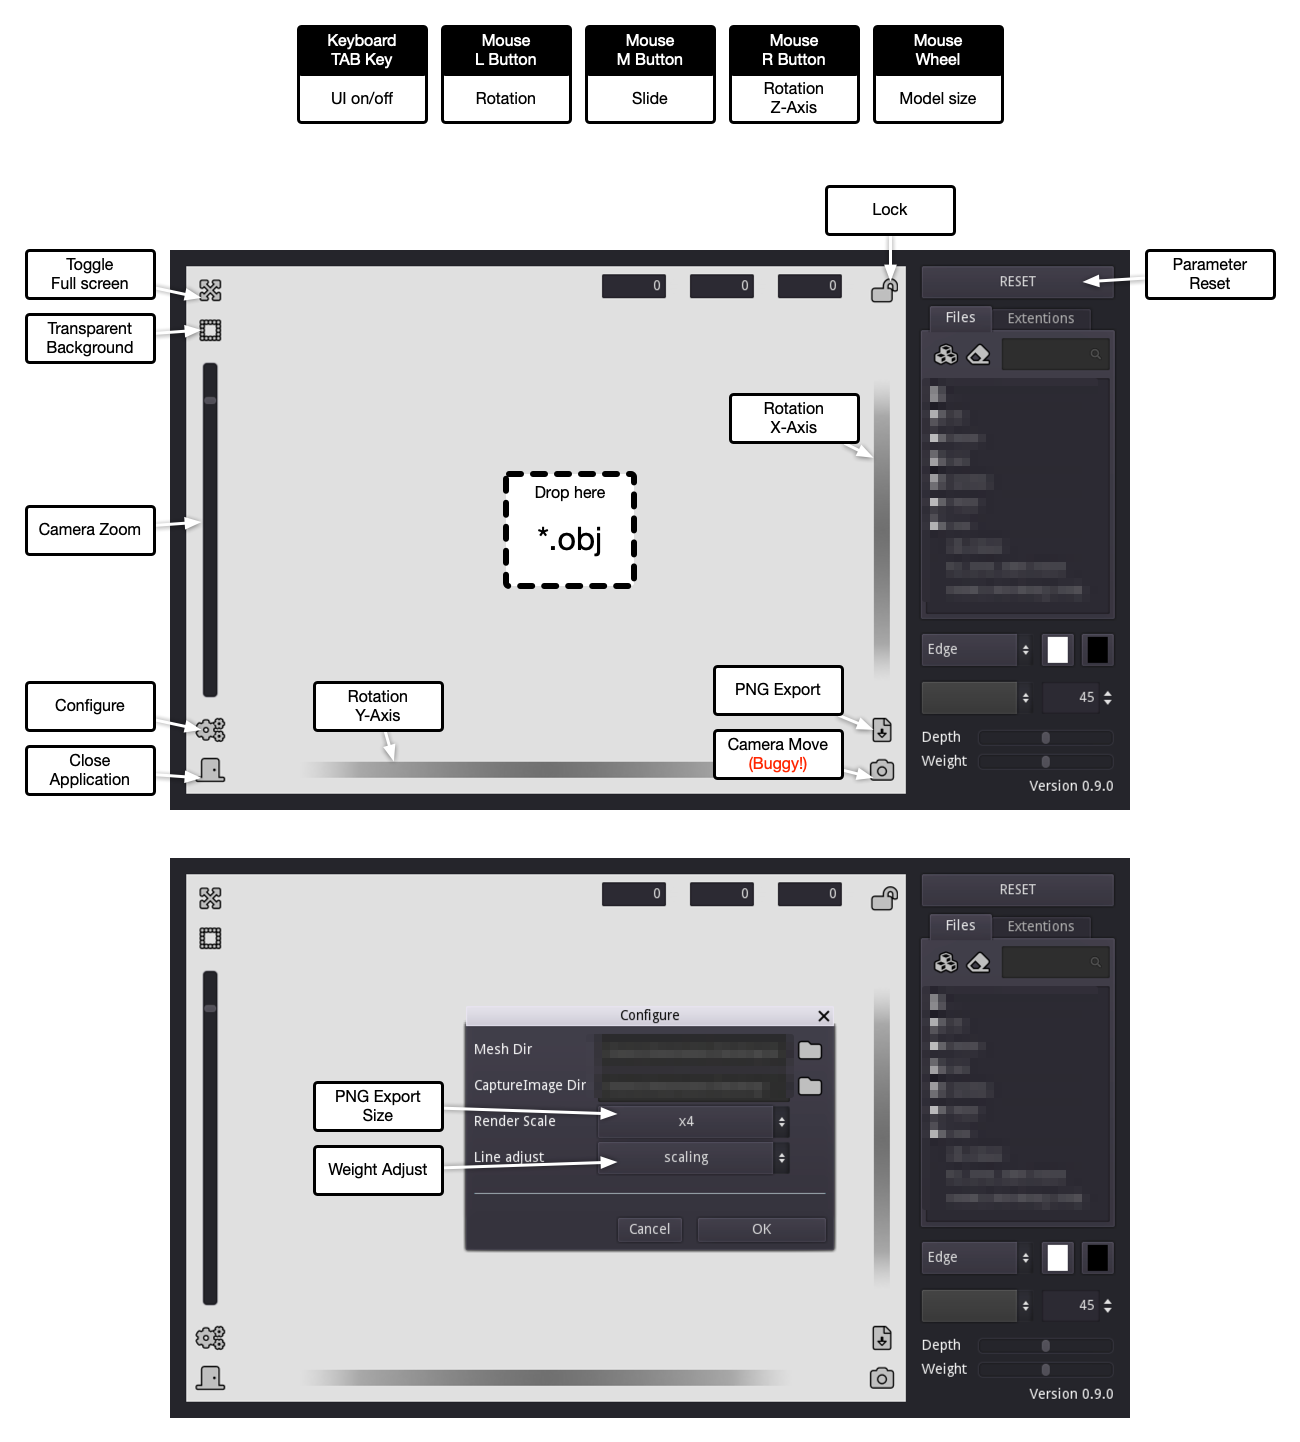 Keyboard
TAB Key
UI on/off
Mouse
L Button
Rotation
Mouse
M Button
Slide
Mouse
R Button
Rotation
Z-Axis
Mouse
Wheel
Model size
Lock
Toggle
Full screen
Transparent
Background
Camera Zoom
Configure
Close
Application
0 0 0
Rotation
X-Axis
Drop here
*.obj
Rotation
Y-Axis
PNG Export
Camera Move
(Buggy!)
Parameter
Reset
RESET
Files Extentions
Edge
45
Depth
Weight
Version 0.9.0
0 0 0
Configure
Mesh Dir
CaptureImage Dir
Render Scale x4
Line adjust scaling
Cancel OK
PNG Export
Size
Weight Adjust
RESET
Files Extentions
Edge
45
Depth
Weight
Version 0.9.0